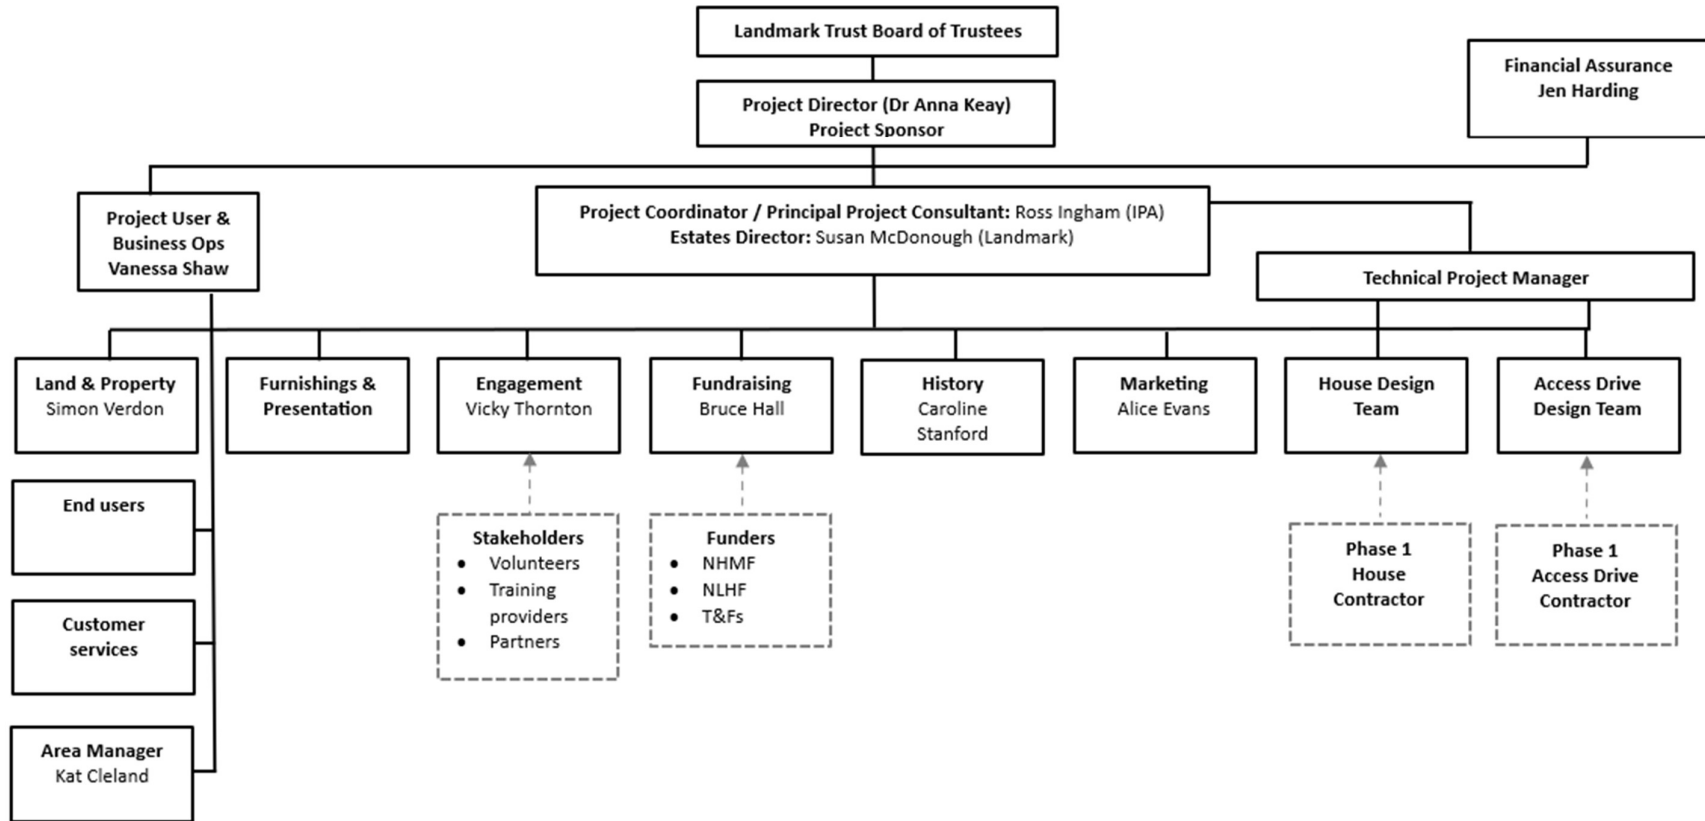 Landmark Trust Board of Trustees
Financial Assurance
Jen Harding
Project Director (Dr Anna Keay)
Project Sponsor
Project User &
Business Ops
Vanessa Shaw
Project Coordinator / Principal Project Consultant: Ross Ingham (IPA)
Estates Director: Susan McDonough (Landmark)
Technical Project Manager
Land & Property
Simon Verdon
Furnishings &
Presentation
Engagement
Vicky Thornton
Fundraising
Bruce Hall
History
Caroline
Stanford
Marketing
Alice Evans
House Design
Team
Access Drive
Design Team
End users
Customer
services
Area Manager
Kat Cleland
Stakeholders
• Volunteers
• Training
providers
• Partners
Funders
• NHMF
• NLHF
• T&Fs
Phase 1
House
Contractor
Phase 1
Access Drive
Contractor